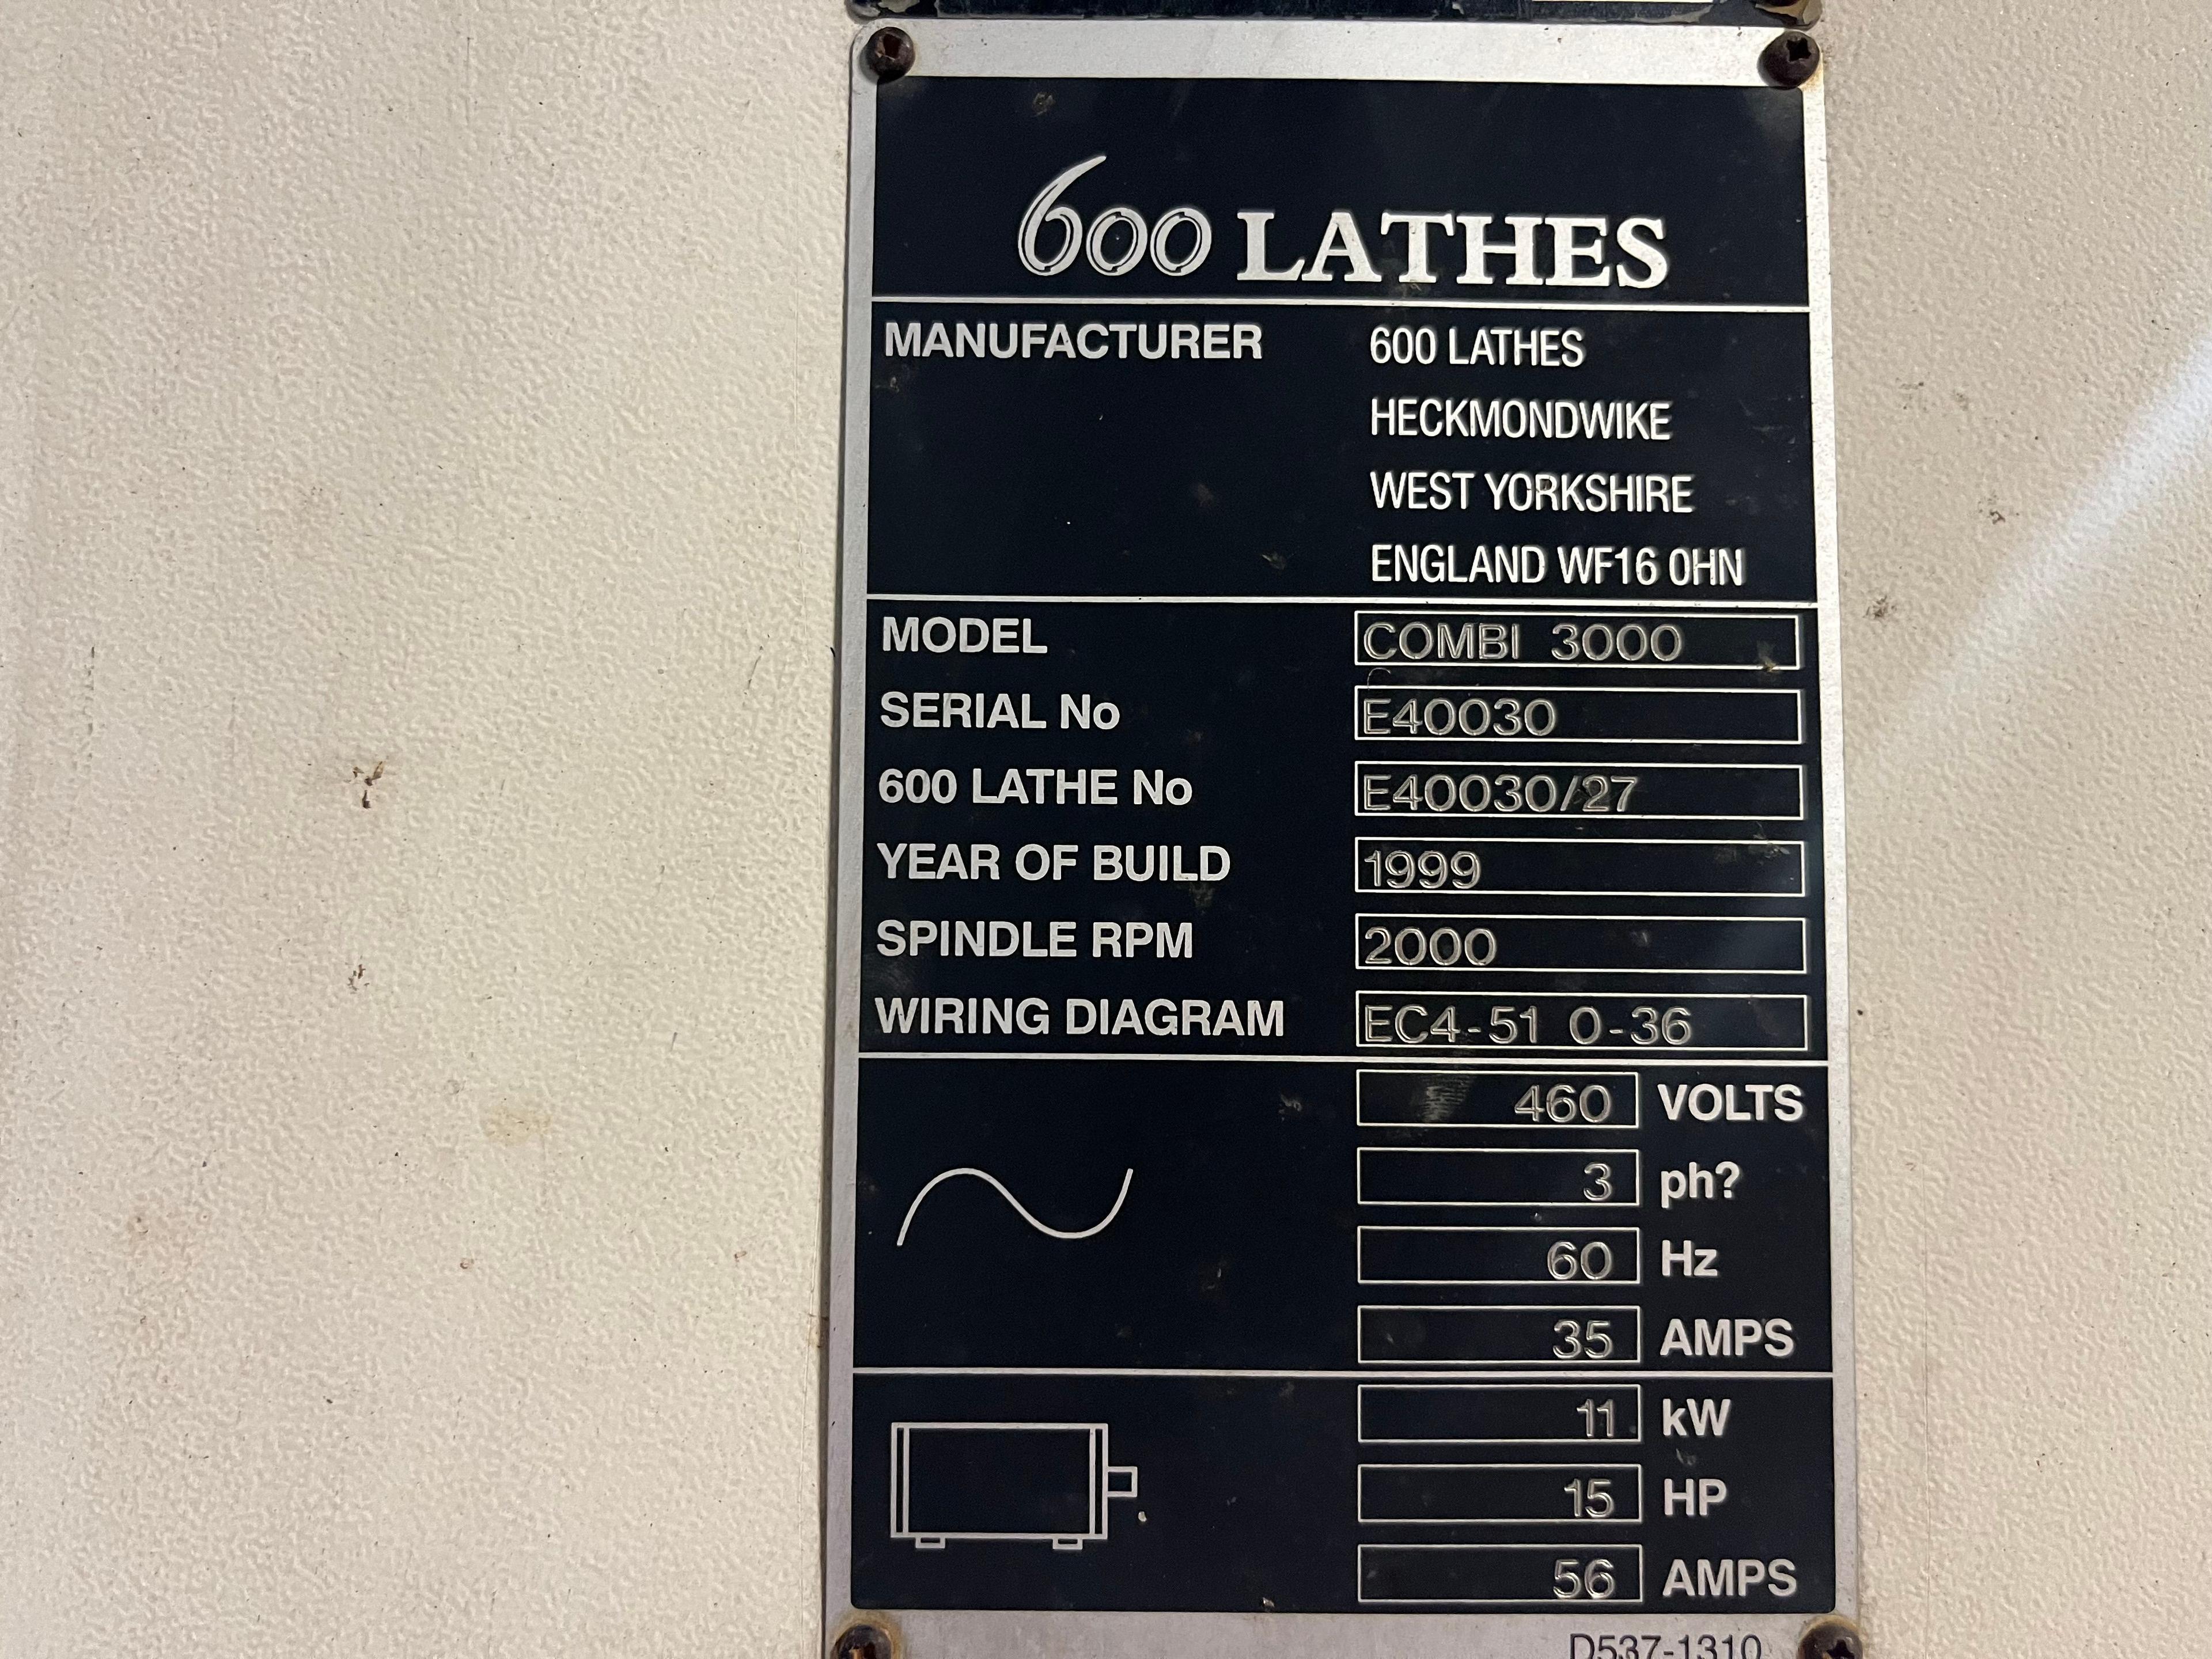 600 LATHES
MANUFACTURER 600 LATHES
HECKMONDWIKE
WEST YORKSHIRE
ENGLAND WF16 0HN
MODEL COMBI 3000
SERIAL No E40030
600 LATHE No E40030/27
YEAR OF BUILD 1999
SPINDLE RPM 2000
WIRING DIAGRAM EC4-51 0-36
460 VOLTS
3 ph?
60 Hz
35 AMPS
11 kW
15 HP
56 AMPS
D537-1310